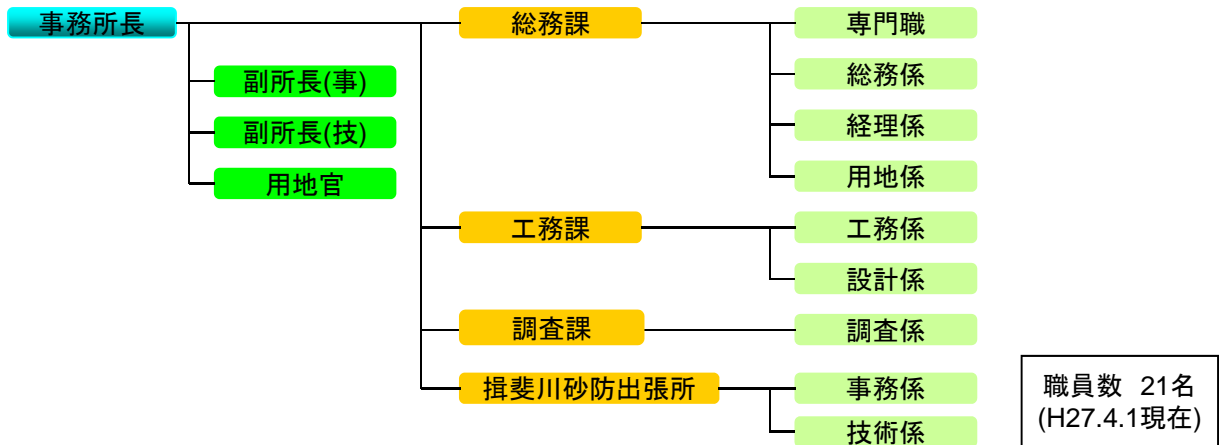 事務所長
副所長(事)
副所長(技)
用地官
総務課
専門職
総務係
経理係
用地係
工務課
工務係
設計係
調査課
調査係
揖斐川砂防出張所
事務係
技術係
職員数 21名
(H27.4.1現在)